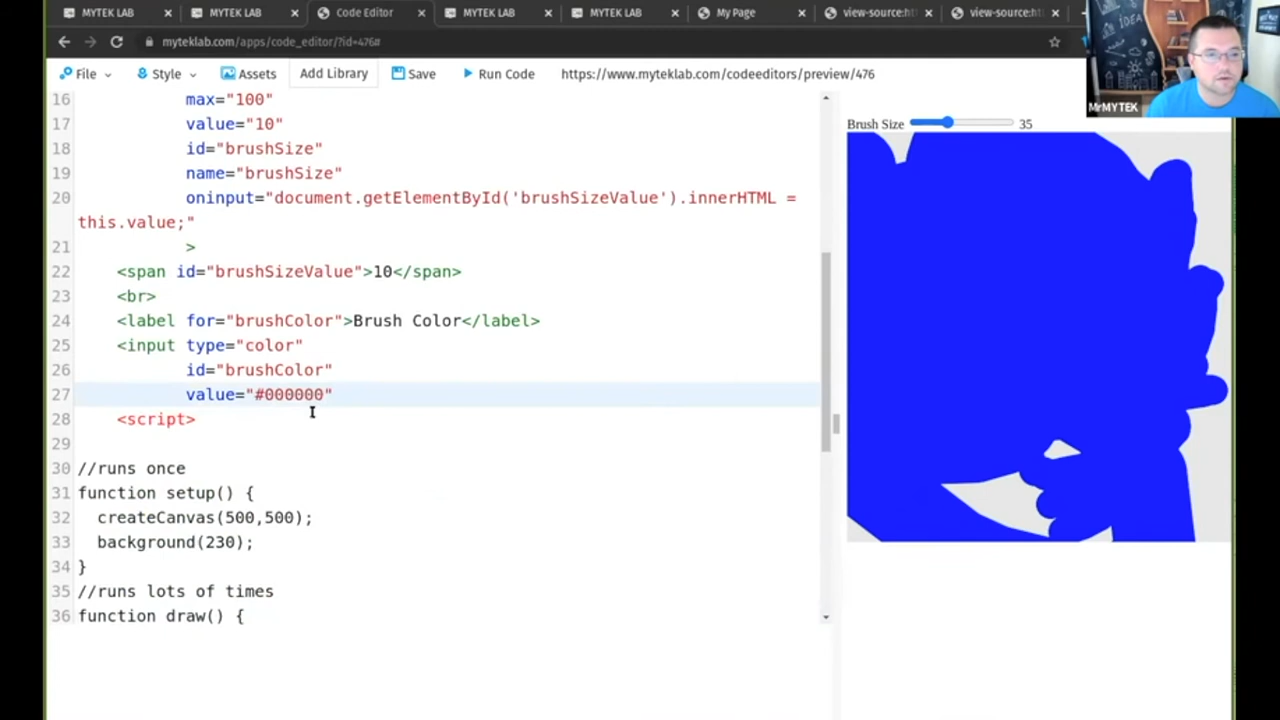 MYTEK LAB
MYTEK LAB
Code Editor
MYTEK LAB
MYTEK LAB
My Page
view-source:ht
view-source:ht
myteklab.com/apps/code_editor/?id=476#
File
Style
Assets
Add Library
Save
Run Code
https://www.myteklab.com/codeeditors/preview/476
IDEA
MrMYTEK
16 max="100"
17 value="10"
18 id="brushSize"
19 name="brushSize"
20 oninput="document.getElementById('brushSizeValue').innerHTML =
this.value;"
21 >
22 <span id="brushSizeValue">10</span>
23 <br>
24 <label for="brushColor">Brush Color</label>
25 <input type="color"
26 id="brushColor"
27 value="#000000"
28 <script>
29
30 //runs once
31 function setup() {
32 createCanvas(500,500);
33 background(230);
34 }
35 //runs lots of times
36 function draw() {
Brush Size 35